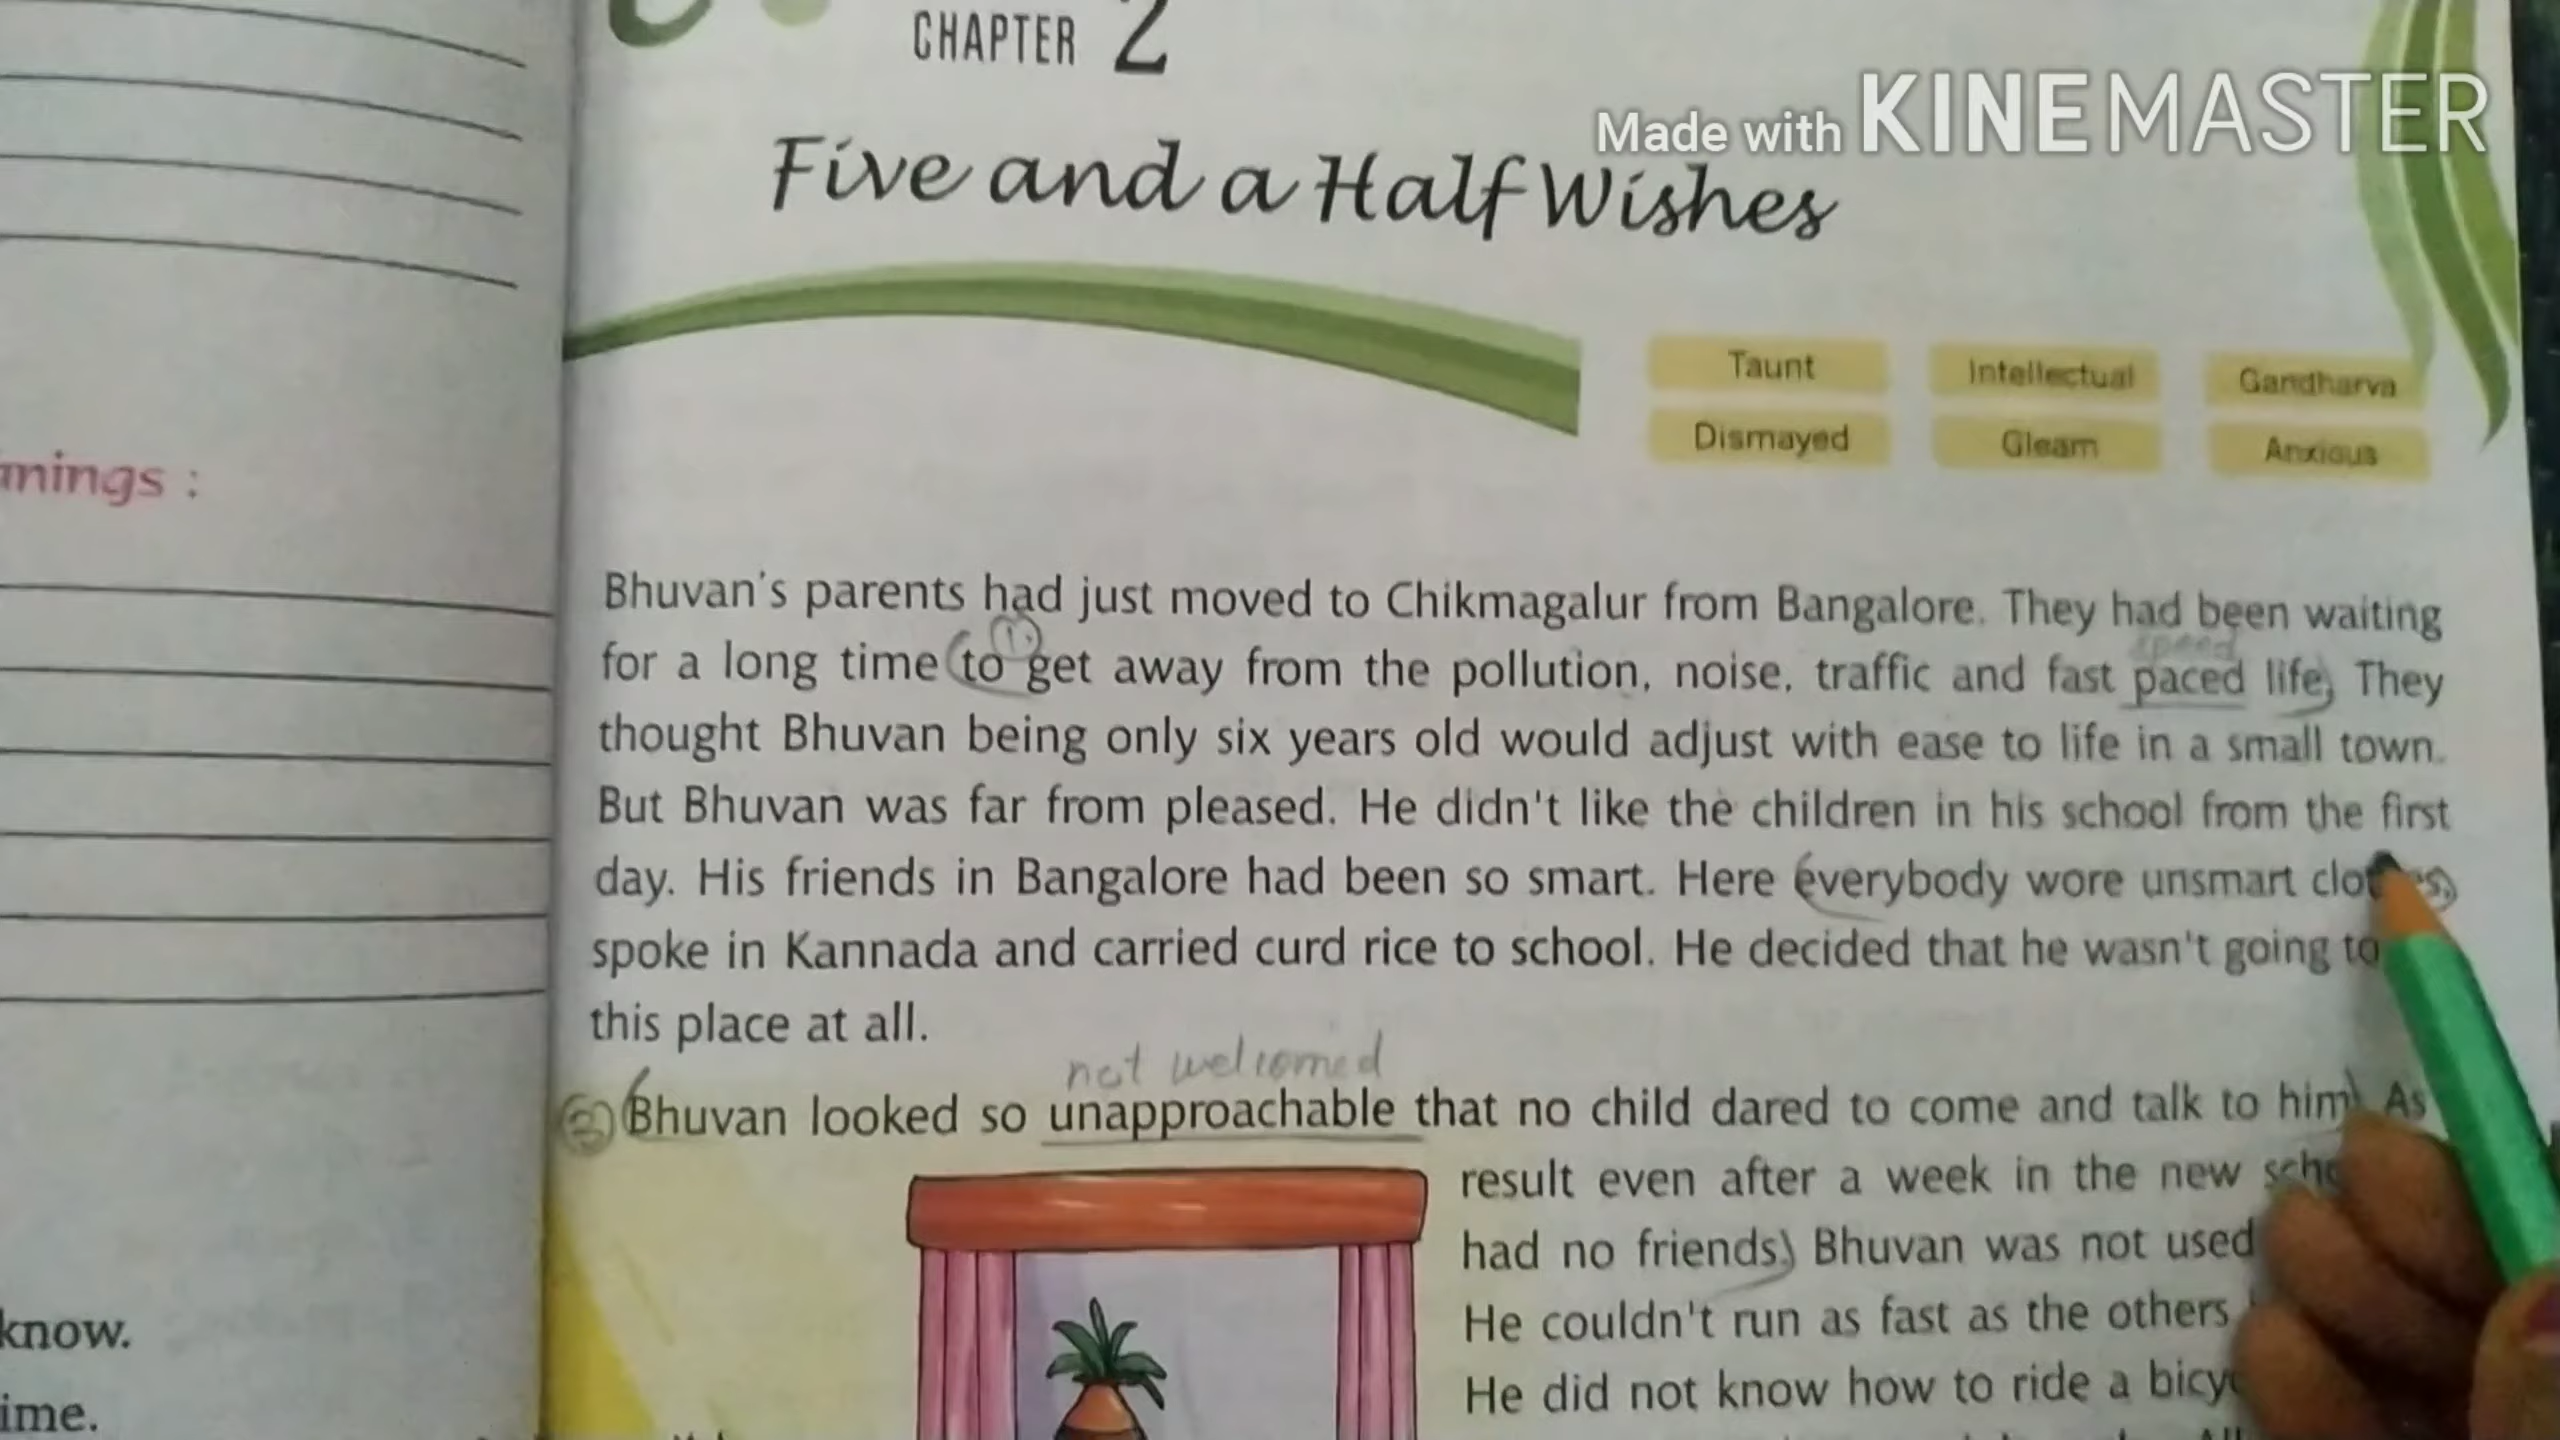 CHAPTER 2
Made with KINEMASTER
Five and a Half Wishes
Taunt Intellectual Gandharva
Dismayed Gleam Anxious
mings :
Bhuvan's parents had just moved to Chikmagalur from Bangalore. They had been waiting
1.
speed
for a long time to get away from the pollution, noise, traffic and fast paced life. They
thought Bhuvan being only six years old would adjust with ease to life in a small town.
But Bhuvan was far from pleased. He didn't like the children in his school from the first
day. His friends in Bangalore had been so smart. Here everybody wore unsmart
spoke in Kannada and carried curd rice to school. He decided that he wasn't going to
this place at all.
not welcomed
Bhuvan looked so unapproachable that no child dared to come and talk to him. As
result even after a week in the new
had no friends. Bhuvan was not used
He couldn't run as fast as the others
He did not know how to ride a
know.
ime.